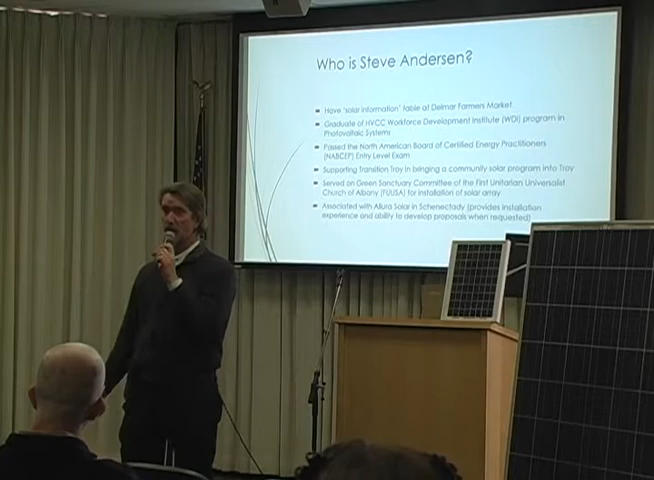 Who is Steve Andersen?
Have 'solar information' table at Delmar Farmers Market
Graduate of HVCC Workforce Development Institute (WDI) program in
Photovoltaic Systems
Passed the North American Board of Certified Energy Practitioners
(NABCEP) Entry Level Exam
Supporting Transition Troy in bringing a community solar program into Troy
Served on Green Sanctuary Committee of the First Unitarian Universalist
Church of Albany (FUUSA) for installation of solar array
Associated with Allura Solar in Schenectady (provides installation
experience and ability to develop proposals when requested)